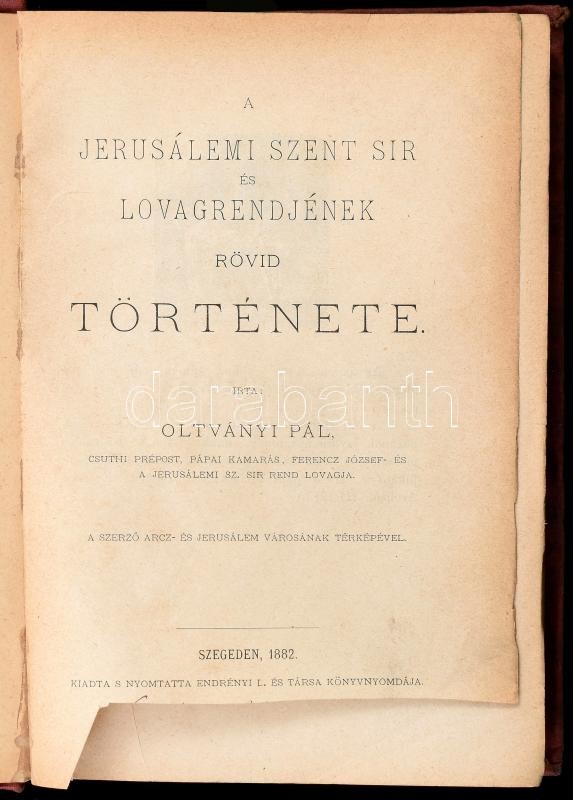 A
JERUSÁLEMI SZENT SIR
ÉS
LOVAGRENDJÉNEK
RÖVID
TÖRTÉNETE.
IRTA:
darabanth
OLTVÁNYI PÁL,
CSUTHI PRÉPOST, PÁPAI KAMARÁS, FERENCZ JÓZSEF- ÉS
A JERUSÁLEMI SZ. SIR REND LOVAGJA.
A SZERZŐ ARCZ- ÉS JERUSÁLEM VÁROSÁNAK TÉRKÉPÉVEL.
SZEGEDEN, 1882.
KIADTA S NYOMTATTA ENDRÉNYI L. ÉS TÁRSA KÖNYVNYOMDÁJA.